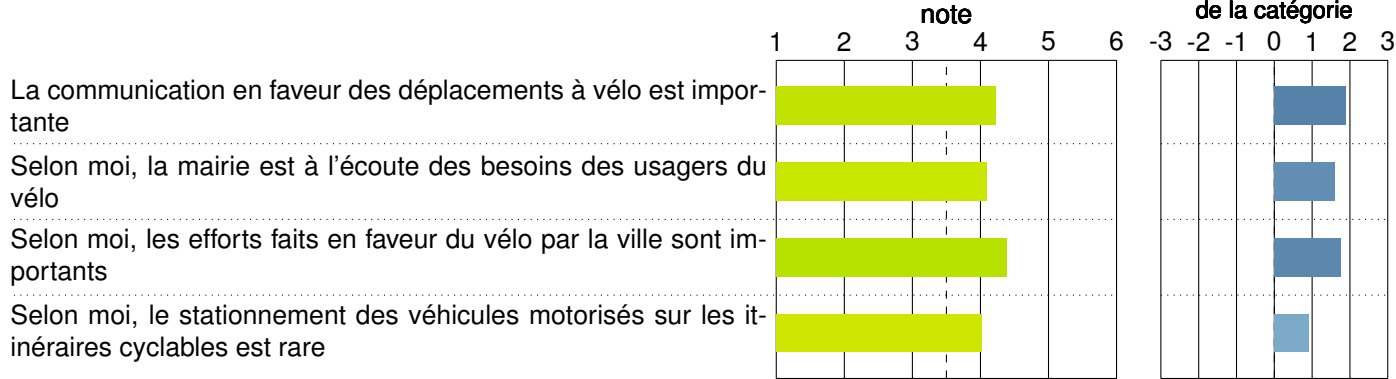 note
de la catégorie
1 2 3 4 5 6
-3 -2 -1 0 1 2 3
La communication en faveur des déplacements à vélo est impor-
tante
Selon moi, la mairie est à l'écoute des besoins des usagers du
vélo
Selon moi, les efforts faits en faveur du vélo par la ville sont im-
portants
Selon moi, le stationnement des véhicules motorisés sur les it-
inéraires cyclables est rare